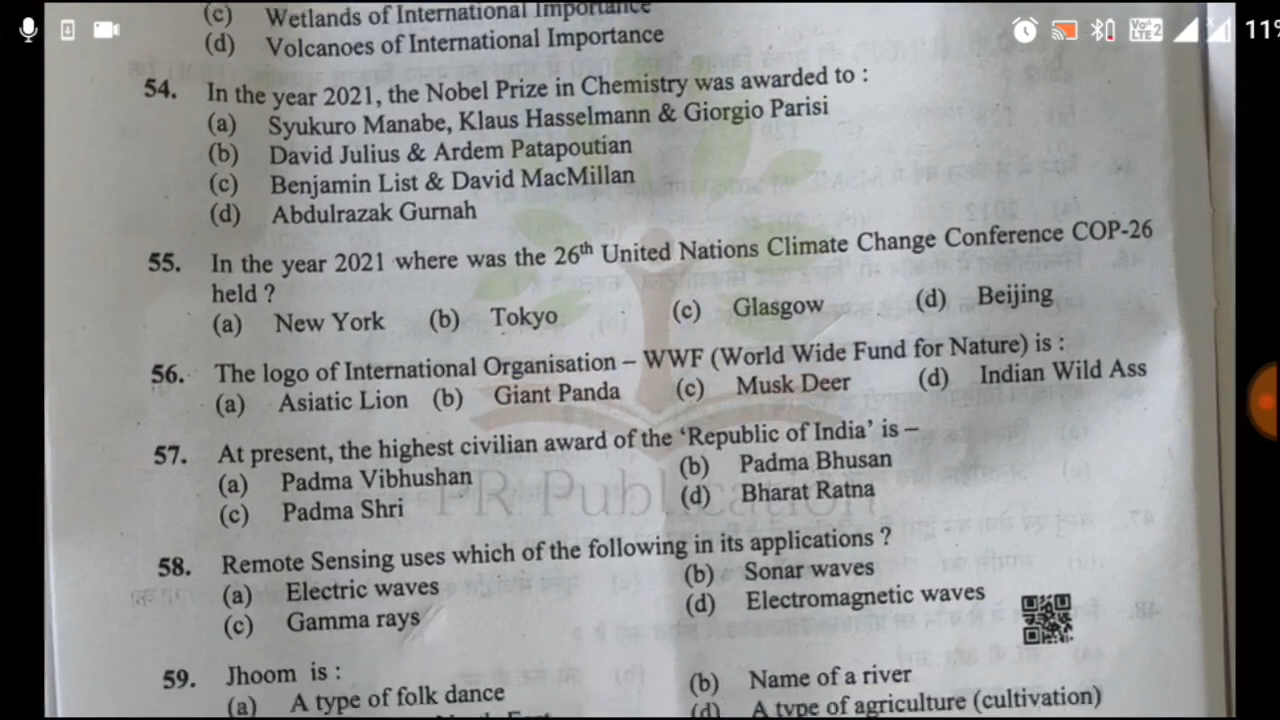 (c) Wetlands of International Importance
(d) Volcanoes of International Importance
11%
VoD LTE 2
54. In the year 2021, the Nobel Prize in Chemistry was awarded to :
(a) Syukuro Manabe, Klaus Hasselmann & Giorgio Parisi
(b) David Julius & Ardem Patapoutian
(c) Benjamin List & David MacMillan
(d) Abdulrazak Gurnah
55. In the year 2021 where was the 26th United Nations Climate Change Conference COP-26
held ?
(a) New York (b) Tokyo (c) Glasgow (d) Beijing
56. The logo of International Organisation – WWF (World Wide Fund for Nature) is :
(a) Asiatic Lion (b) Giant Panda (c) Musk Deer (d) Indian Wild Ass
57. At present, the highest civilian award of the ‘Republic of India’ is –
(a) Padma Vibhushan (b) Padma Bhusan
(c) Padma Shri (d) Bharat Ratna
PR Publication
58. Remote Sensing uses which of the following in its applications ?
(a) Electric waves (b) Sonar waves
(c) Gamma rays (d) Electromagnetic waves
59. Jhoom is :
(a) A type of folk dance (b) Name of a river
(d) A type of agriculture (cultivation)